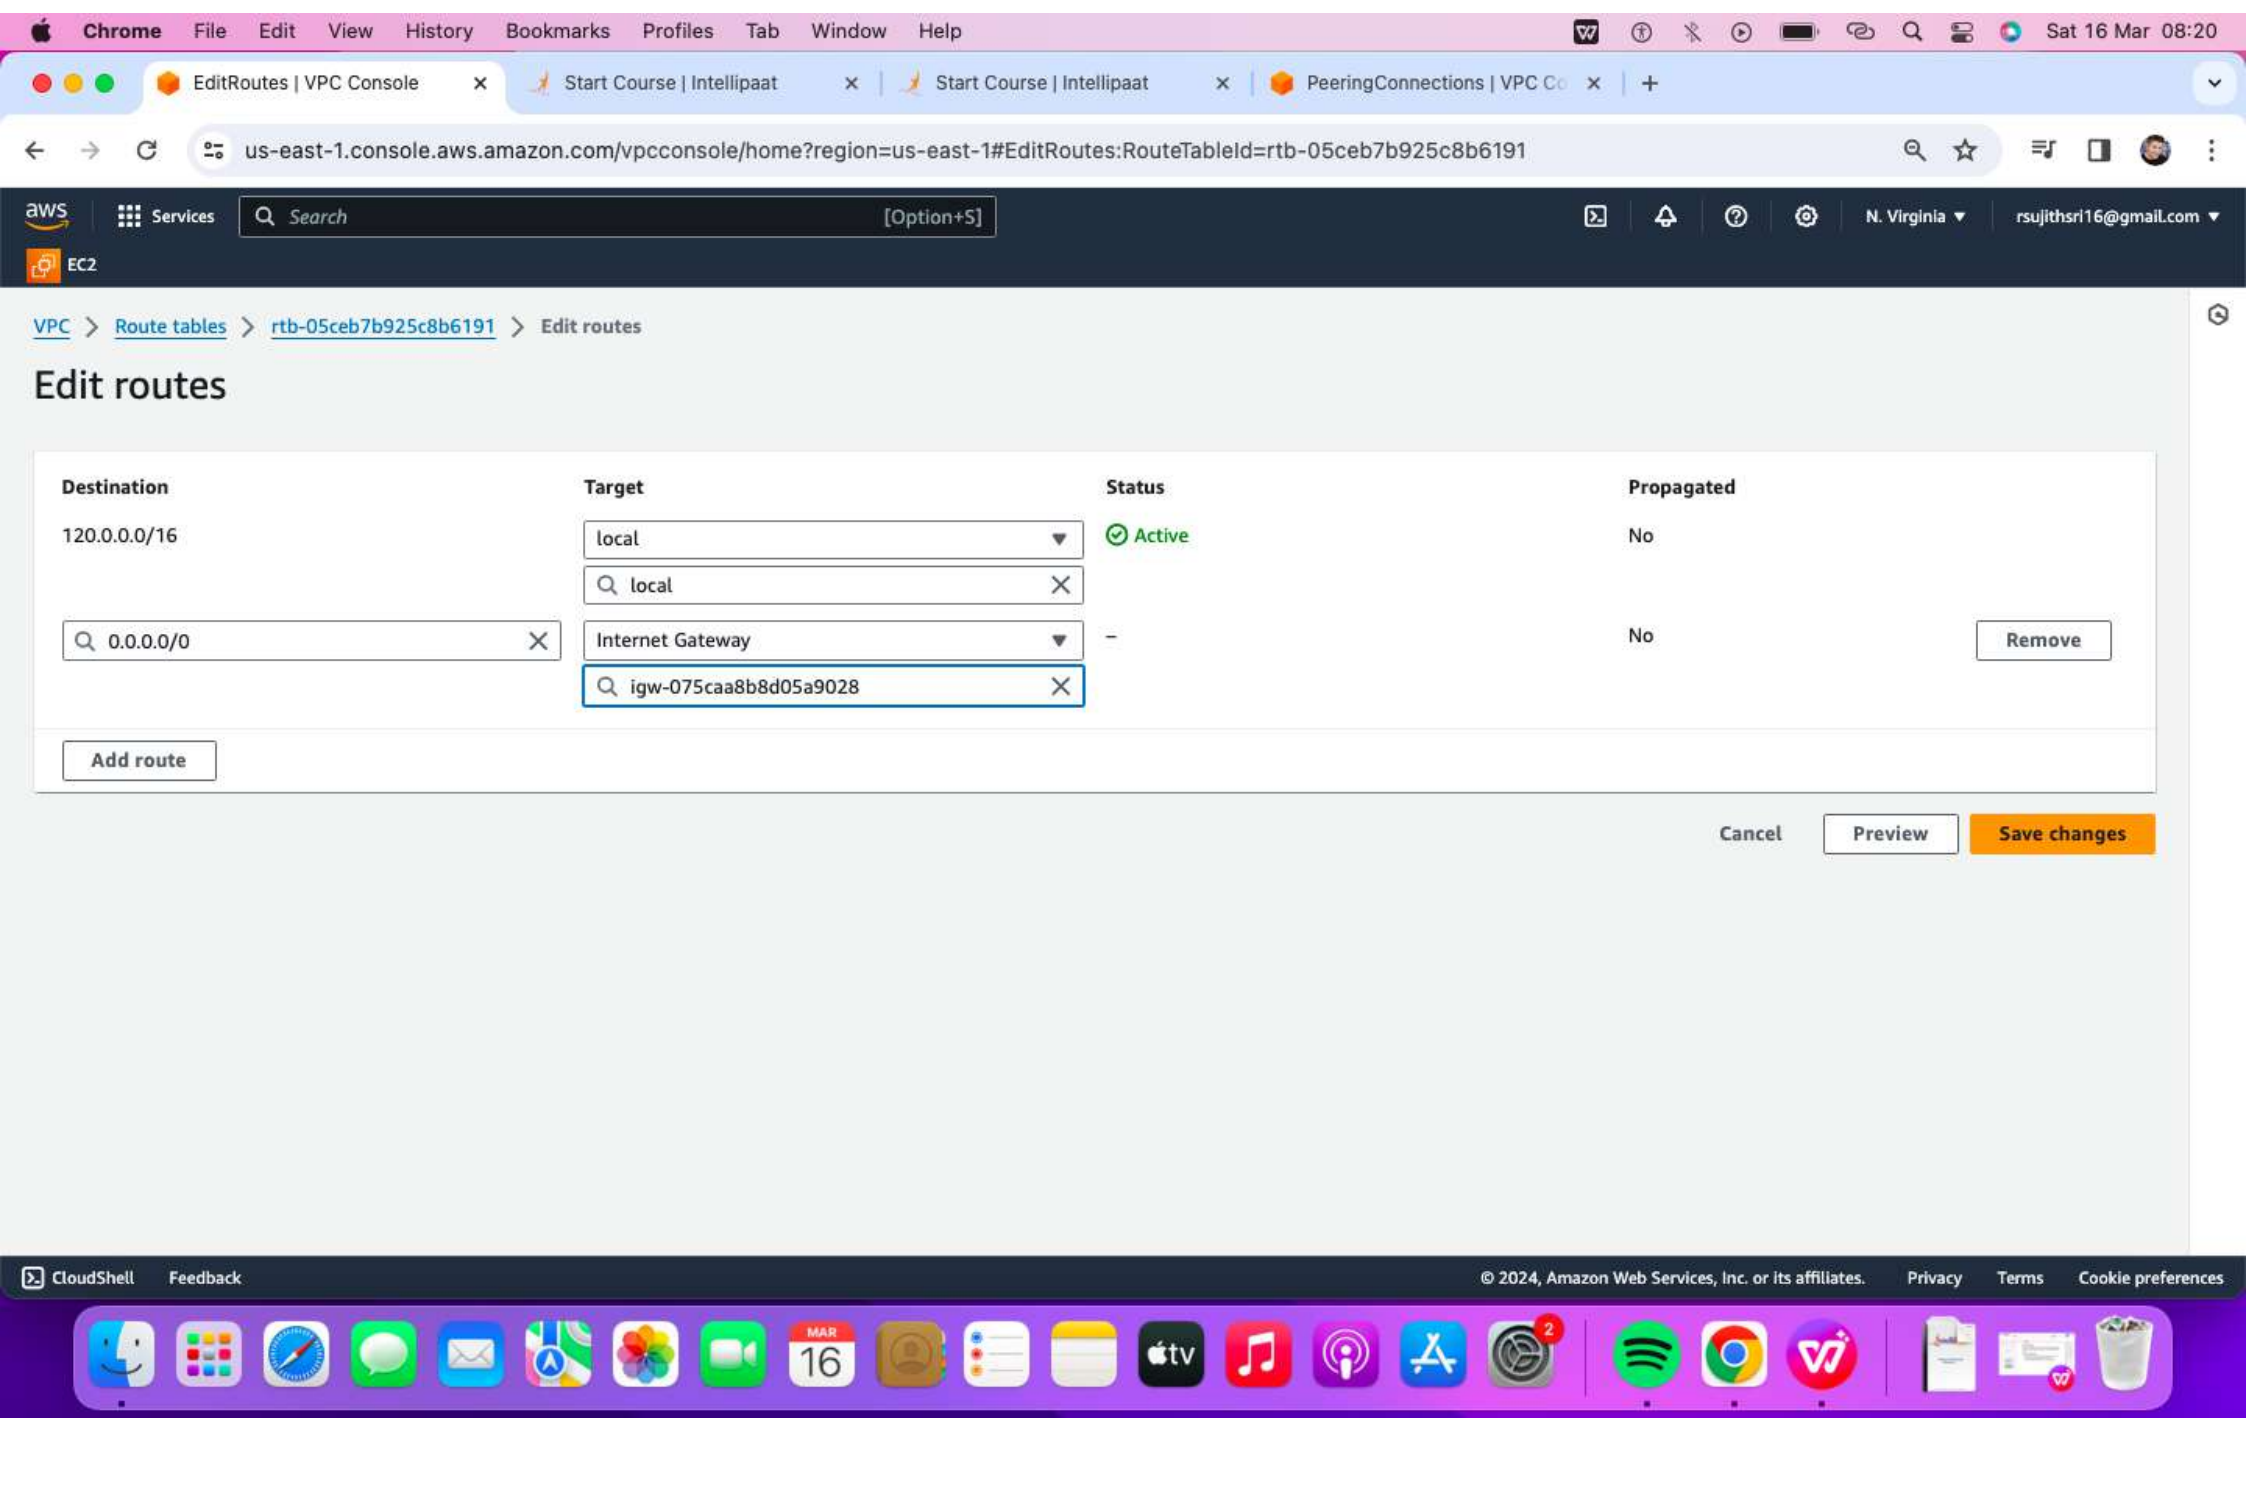 Chrome File Edit View History Bookmarks Profiles Tab Window Help Sat 16 Mar 08:20
EditRoutes | VPC Console Start Course | Intellipaat Start Course | Intellipaat PeeringConnections | VPC Co
us-east-1.console.aws.amazon.com/vpcconsole/home?region=us-east-1#EditRoutes:RouteTableId=rtb-05ceb7b925c8b6191
aws Services Search [Option+S] N. Virginia rsujithsri16@gmail.com
EC2
VPC > Route tables > rtb-05ceb7b925c8b6191 > Edit routes
Edit routes
Destination Target Status Propagated
120.0.0.0/16 local Active No
local
0.0.0.0/0 Internet Gateway – No Remove
igw-075caa8b8d05a9028
Add route
Cancel Preview Save changes
CloudShell Feedback © 2024, Amazon Web Services, Inc. or its affiliates. Privacy Terms Cookie preferences
MAR
16
tv
2